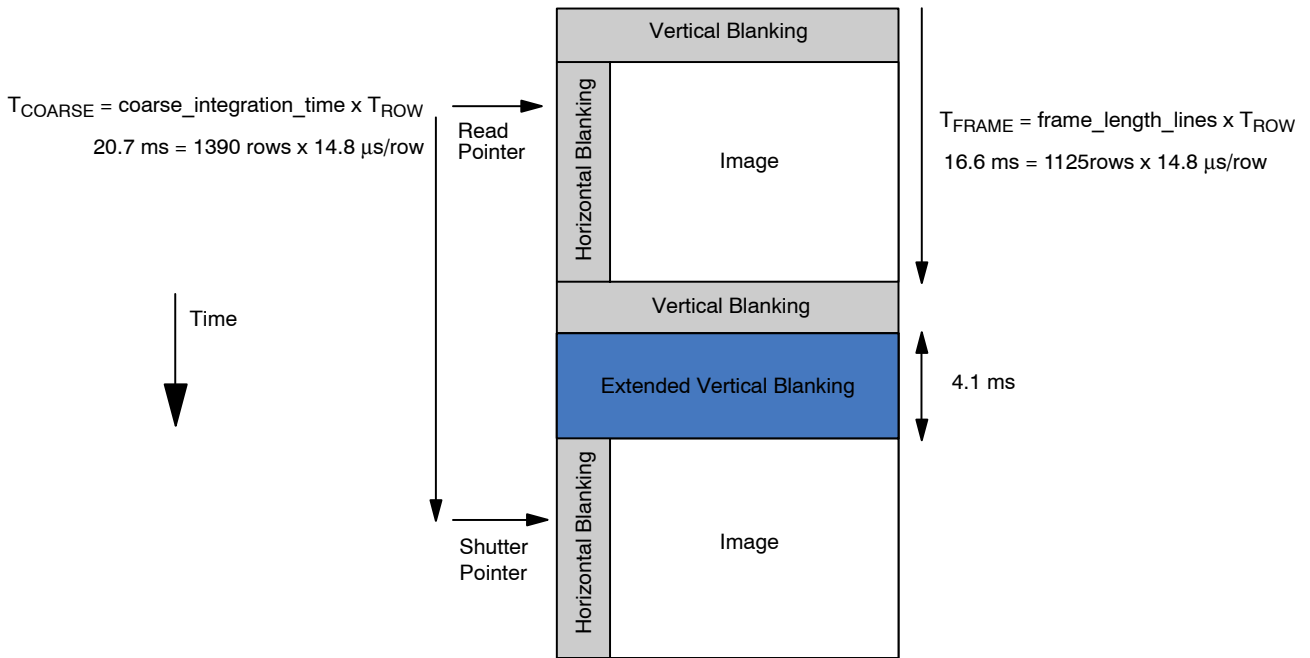 Vertical Blanking
T_COARSE = coarse_integration_time x T_ROW
20.7 ms = 1390 rows x 14.8 μs/row
Read
Pointer
Horizontal Blanking
Image
T_FRAME = frame_length_lines x T_ROW
16.6 ms = 1125rows x 14.8 μs/row
Time
Vertical Blanking
Extended Vertical Blanking
4.1 ms
Shutter
Pointer
Horizontal Blanking
Image